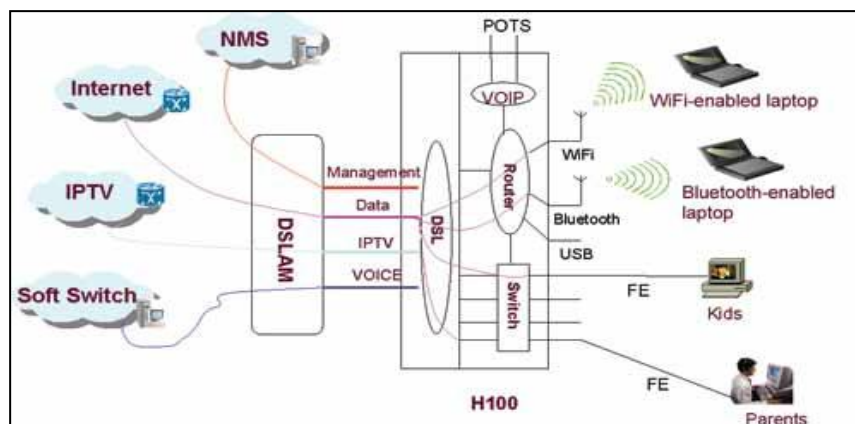 POTS
NMS
Internet
VOIP
WiFi-enabled laptop
WiFi
IPTV
Management
Router
Bluetooth-enabled
laptop
Data
Bluetooth
DSLAM
DSL
IPTV
USB
VOICE
Soft Switch
Switch
FE
Kids
FE
H100
Parents